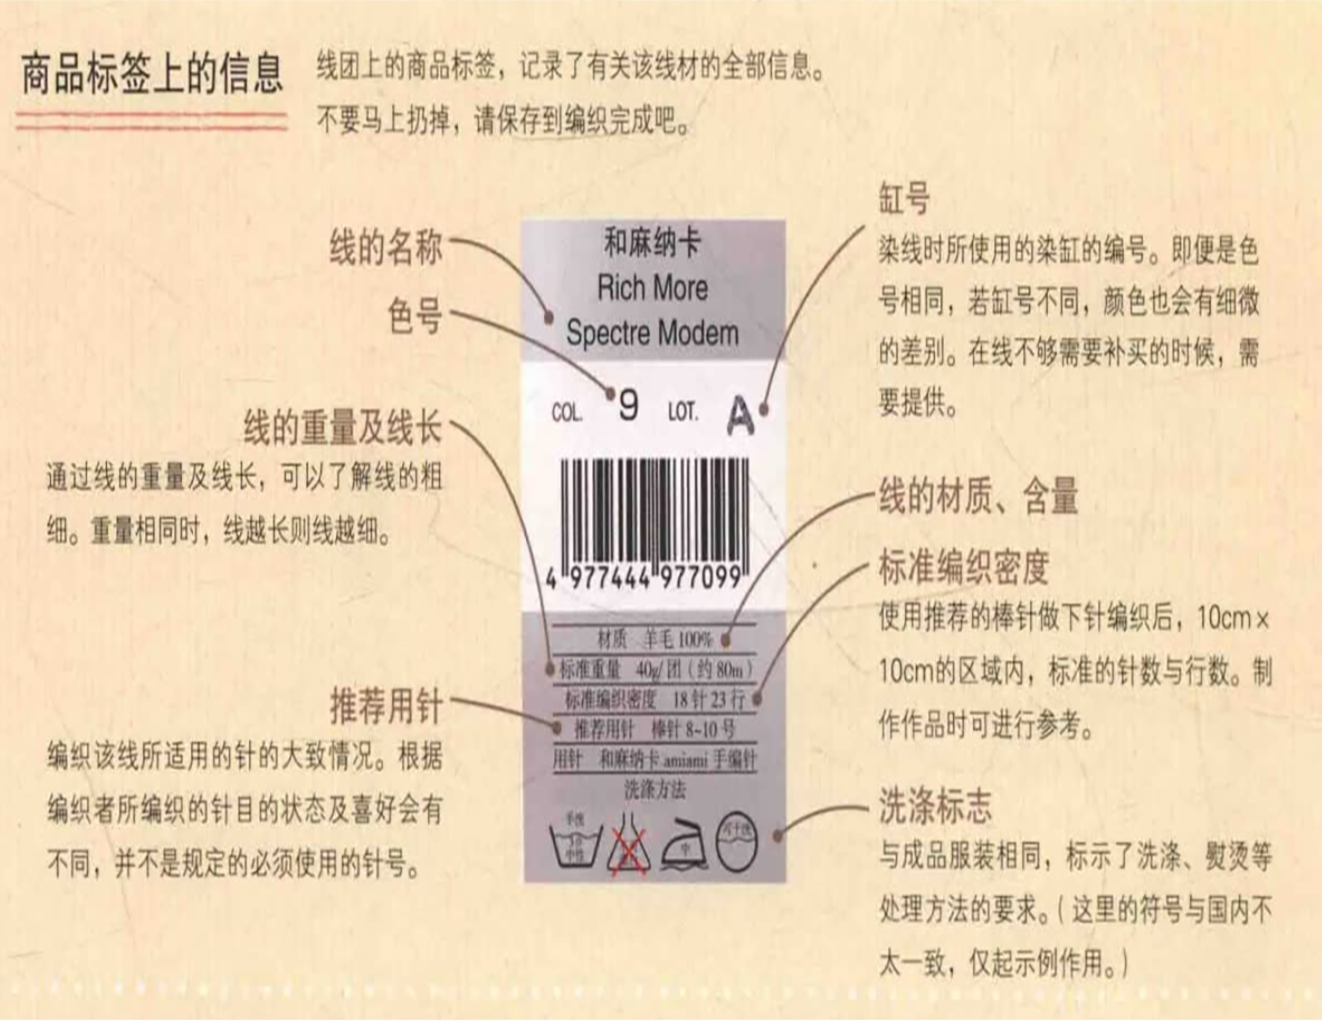 商品标签上的信息
线团上的商品标签，记录了有关该线材的全部信息。
不要马上扔掉，请保存到编织完成吧。
线的名称
色号
线的重量及线长
通过线的重量及线长，可以了解线的粗
细。重量相同时，线越长则线越细。
推荐用针
编织该线所适用的针的大致情况。根据
编织者所编织的针目的状态及喜好会有
不同，并不是规定的必须使用的针号。
和麻纳卡
Rich More
Spectre Modem
COL. 9 LOT. A
4 977444 977099
材质 羊毛 100%
标准重量 40g/ 团（约 80m）
标准编织密度 18 针 23 行
推荐用针 棒针 8~10 号
用针 和麻纳卡 amiami 手编针
洗涤方法
手洗
30
中性
中
可干洗
缸号
染线时所使用的染缸的编号。即便是色
号相同，若缸号不同，颜色也会有细微
的差别。在线不够需要补买的时候，需
要提供。
线的材质、含量
标准编织密度
使用推荐的棒针做下针编织后，10cm×
10cm的区域内，标准的针数与行数。制
作作品时可进行参考。
洗涤标志
与成品服装相同，标示了洗涤、熨烫等
处理方法的要求。（这里的符号与国内不
太一致，仅起示例作用。）